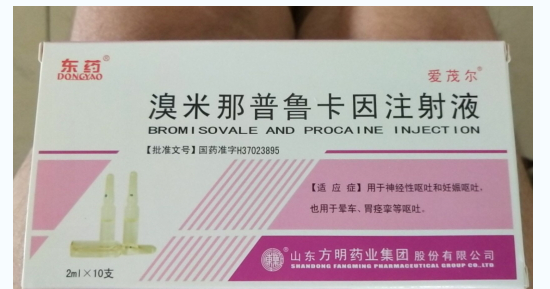 东药®
DONGYAO
爱茂尔®
溴米那普鲁卡因注射液
BROMISOVALE AND PROCAINE INJECTION
【批准文号】国药准字H37023895
【适 应 症】用于神经性呕吐和妊娠呕吐。
也用于晕车、胃痉挛等呕吐。
2ml×10支
®山东方明药业集团 股份有限公司
SHANDONG FANGMING PHARMACEUTICAL GROUP CO.,LTD